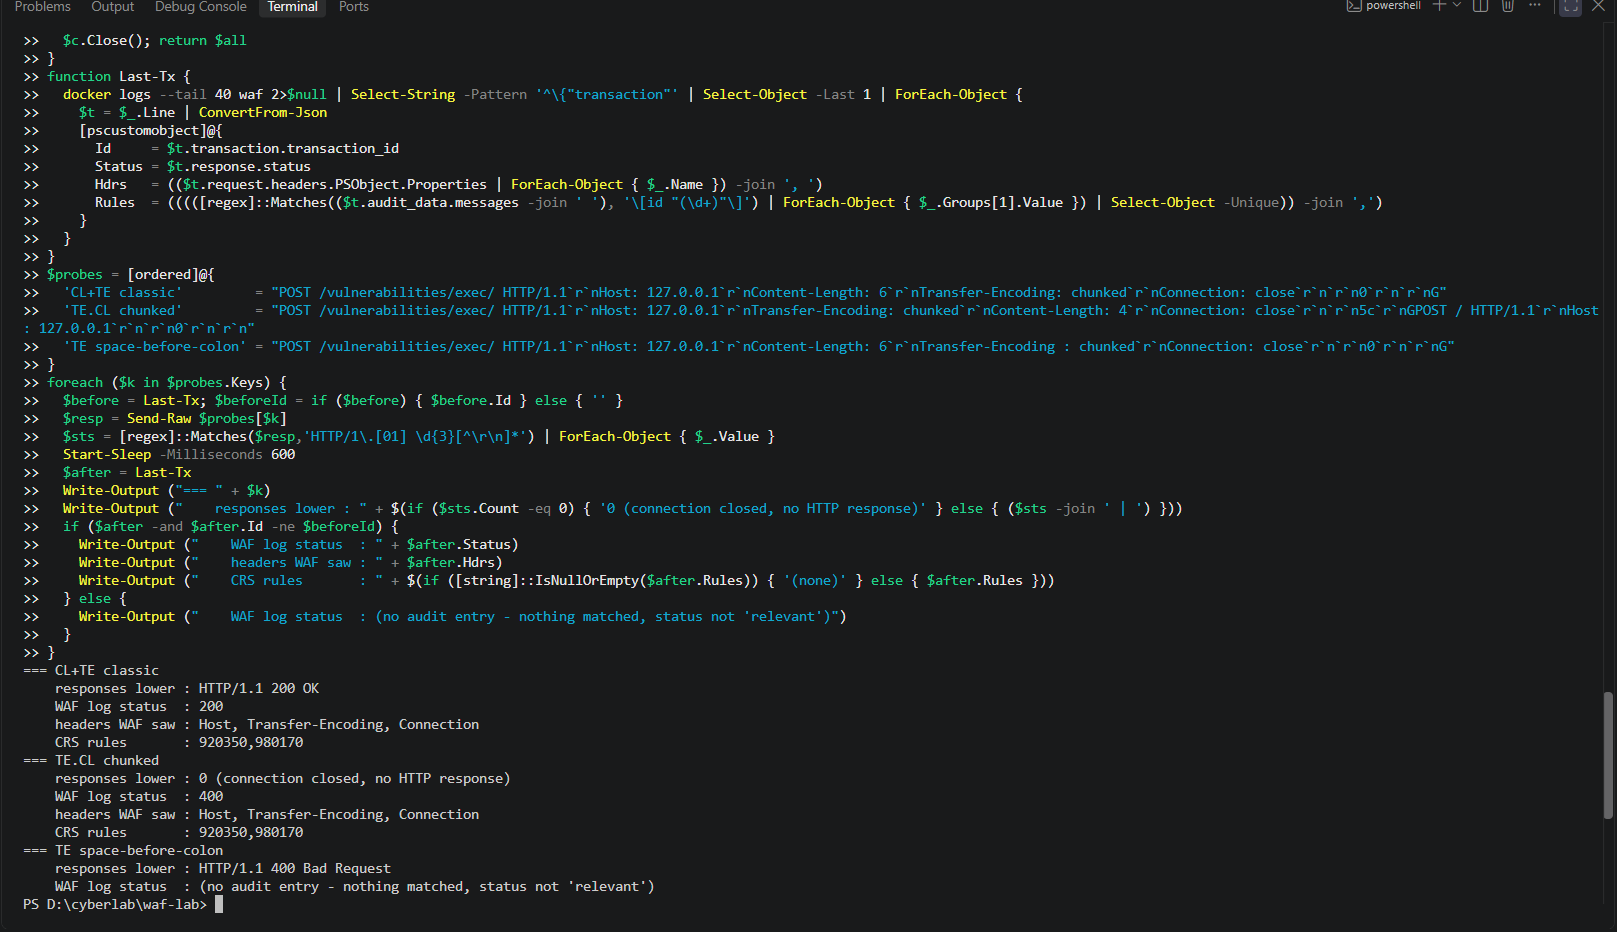 Problems Output Debug Console Terminal Ports powershell
>>   $c.Close(); return $all
>> }
>> function Last-Tx {
>>   docker logs --tail 40 waf 2>$null | Select-String -Pattern '^\{"transaction"' | Select-Object -Last 1 | ForEach-Object {
>>     $t = $_.Line | ConvertFrom-Json
>>     [pscustomobject]@{
>>       Id     = $t.transaction.transaction_id
>>       Status = $t.response.status
>>       Hdrs   = (($t.request.headers.PSObject.Properties | ForEach-Object { $_.Name }) -join ', ')
>>       Rules  = ((((([regex]::Matches(($t.audit_data.messages -join ' '), '\[id "(\d+)"\]') | ForEach-Object { $_.Groups[1].Value }) | Select-Object -Unique)) -join ',')
>>     }
>>   }
>> }
>> $probes = [ordered]@{
>>   'CL+TE classic'         = "POST /vulnerabilities/exec/ HTTP/1.1`r`nHost: 127.0.0.1`r`nContent-Length: 6`r`nTransfer-Encoding: chunked`r`nConnection: close`r`n`r`n0`r`n`r`nG"
>>   'TE.CL chunked'         = "POST /vulnerabilities/exec/ HTTP/1.1`r`nHost: 127.0.0.1`r`nTransfer-Encoding: chunked`r`nContent-Length: 4`r`nConnection: close`r`n`r`n5c`r`nGPOST / HTTP/1.1`r`nHost
: 127.0.0.1`r`n`r`n0`r`n`r`n"
>>   'TE space-before-colon' = "POST /vulnerabilities/exec/ HTTP/1.1`r`nHost: 127.0.0.1`r`nContent-Length: 6`r`nTransfer-Encoding : chunked`r`nConnection: close`r`n`r`n0`r`n`r`nG"
>> }
>> foreach ($k in $probes.Keys) {
>>   $before = Last-Tx; $beforeId = if ($before) { $before.Id } else { '' }
>>   $resp = Send-Raw $probes[$k]
>>   $sts = [regex]::Matches($resp,'HTTP/1\.[01] \d{3}[^\r\n]*') | ForEach-Object { $_.Value }
>>   Start-Sleep -Milliseconds 600
>>   $after = Last-Tx
>>   Write-Output ("=== " + $k)
>>   Write-Output ("    responses lower : " + $(if ($sts.Count -eq 0) { '0 (connection closed, no HTTP response)' } else { ($sts -join ' | ') }))
>>   if ($after -and $after.Id -ne $beforeId) {
>>     Write-Output ("    WAF log status  : " + $after.Status)
>>     Write-Output ("    headers WAF saw : " + $after.Hdrs)
>>     Write-Output ("    CRS rules       : " + $(if ([string]::IsNullOrEmpty($after.Rules)) { '(none)' } else { $after.Rules }))
>>   } else {
>>     Write-Output ("    WAF log status  : (no audit entry - nothing matched, status not 'relevant')")
>>   }
>> }
=== CL+TE classic
    responses lower : HTTP/1.1 200 OK
    WAF log status  : 200
    headers WAF saw : Host, Transfer-Encoding, Connection
    CRS rules       : 920350,980170
=== TE.CL chunked
    responses lower : 0 (connection closed, no HTTP response)
    WAF log status  : 400
    headers WAF saw : Host, Transfer-Encoding, Connection
    CRS rules       : 920350,980170
=== TE space-before-colon
    responses lower : HTTP/1.1 400 Bad Request
    WAF log status  : (no audit entry - nothing matched, status not 'relevant')
PS D:\cyberlab\waf-lab>